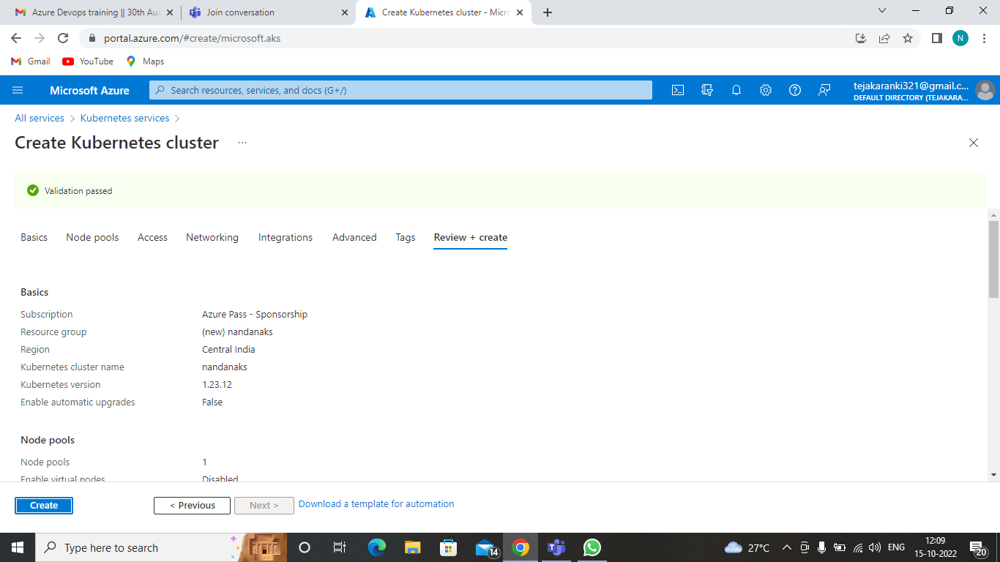 Azure Devops training || 30th Aug
Join conversation
Create Kubernetes cluster - Micr
portal.azure.com/#create/microsoft.aks
N
Gmail
YouTube
Maps
Microsoft Azure
Search resources, services, and docs (G+/)
tejakaranki321@gmail.c...
DEFAULT DIRECTORY (TEJAKARA...
All services > Kubernetes services >
Create Kubernetes cluster ...
Validation passed
Basics Node pools Access Networking Integrations Advanced Tags Review + create
Basics
Subscription Azure Pass - Sponsorship
Resource group (new) nandanaks
Region Central India
Kubernetes cluster name nandanaks
Kubernetes version 1.23.12
Enable automatic upgrades False
Node pools
Node pools 1
Enable virtual nodes Disabled
Create < Previous Next > Download a template for automation
Type here to search
14
27°C
ENG
12:09
15-10-2022
20